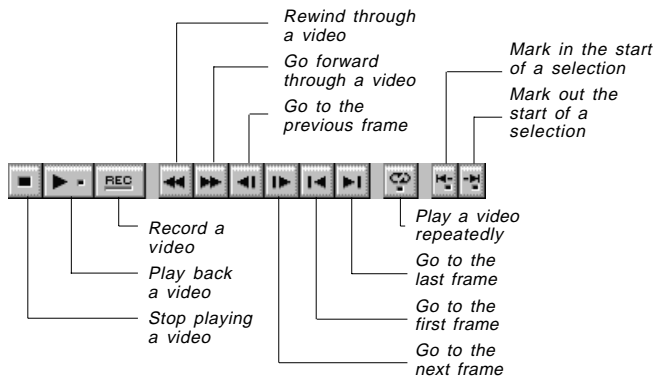 Rewind through
a video
Go forward
through a video
Go to the
previous frame
Mark in the start
of a selection
Mark out the
start of a
selection
REC
Record a
video
Play back
a video
Stop playing
a video
Play a video
repeatedly
Go to the
last frame
Go to the
first frame
Go to the
next frame